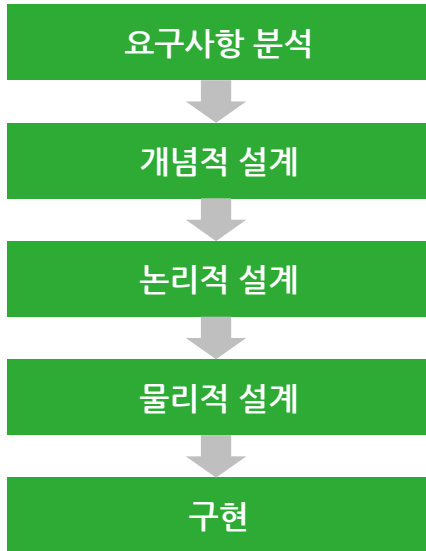 요구사항 분석
개념적 설계
논리적 설계
물리적 설계
구현